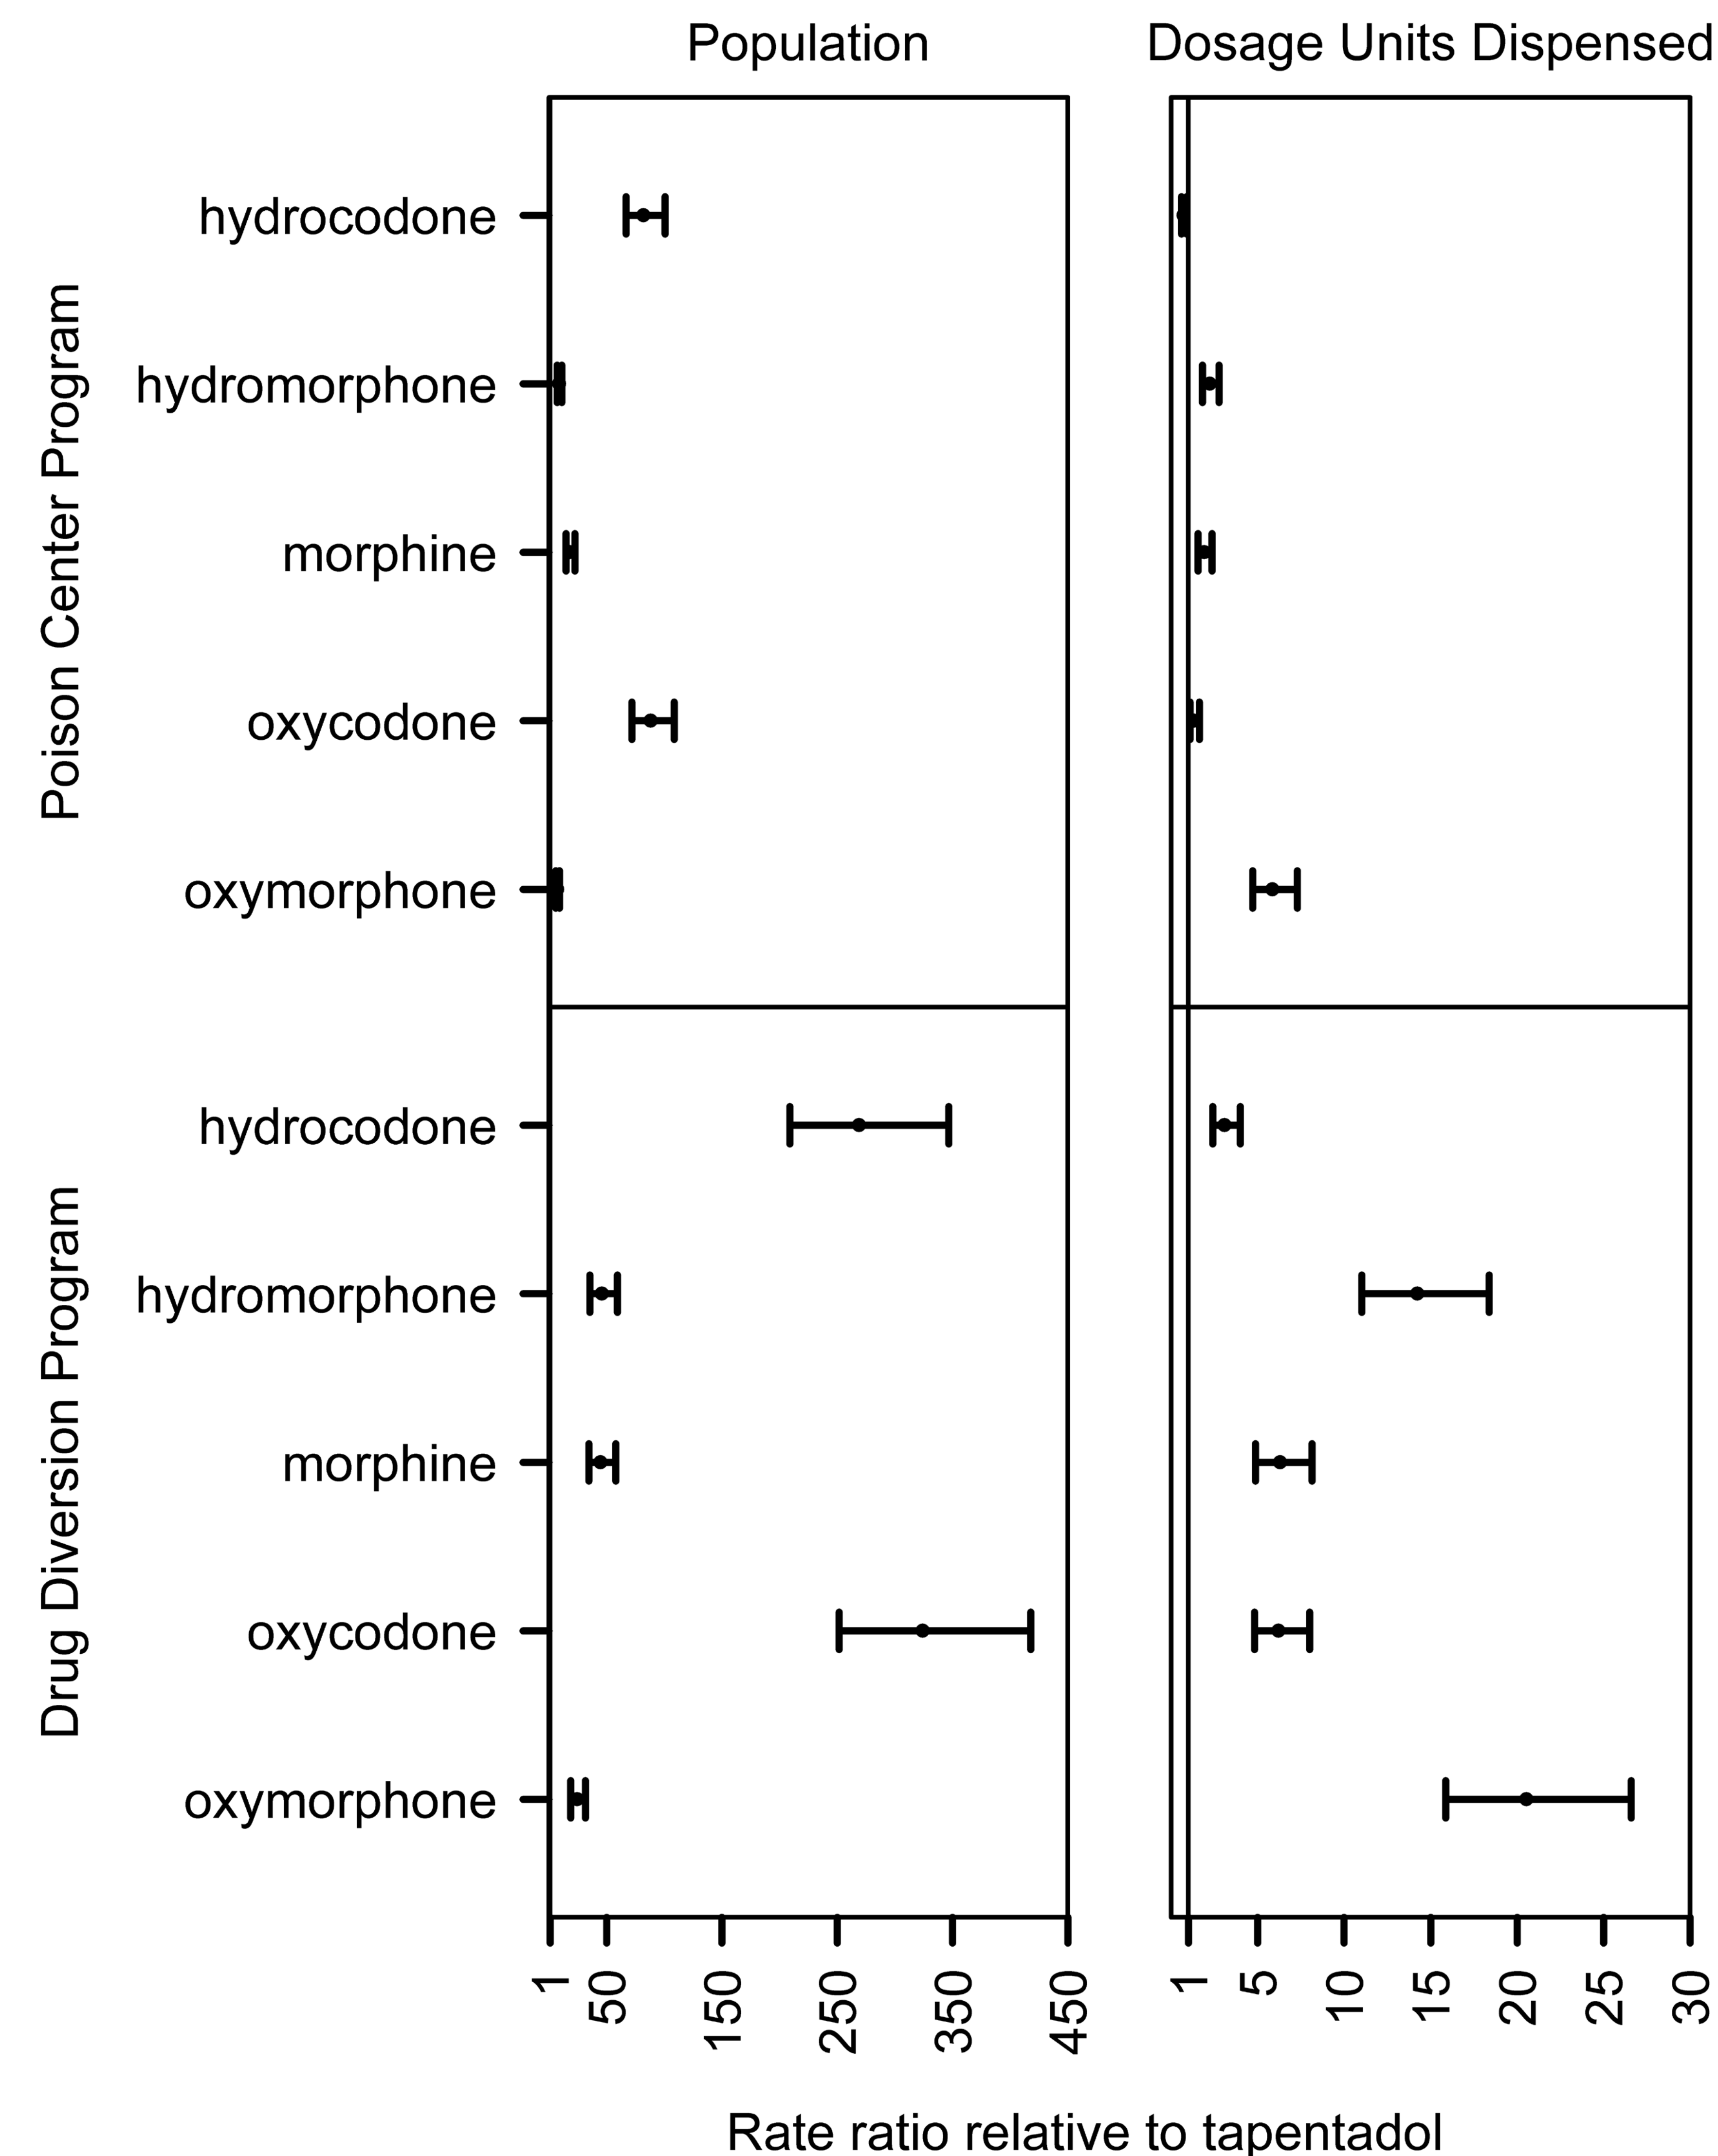 Population
Dosage Units Dispensed
Poison Center Program
hydrocodone
hydromorphone
morphine
oxycodone
oxymorphone
Drug Diversion Program
hydrocodone
hydromorphone
morphine
oxycodone
oxymorphone
1 50 150 250 350 450
1 5 10 15 20 25 30
Rate ratio relative to tapentadol